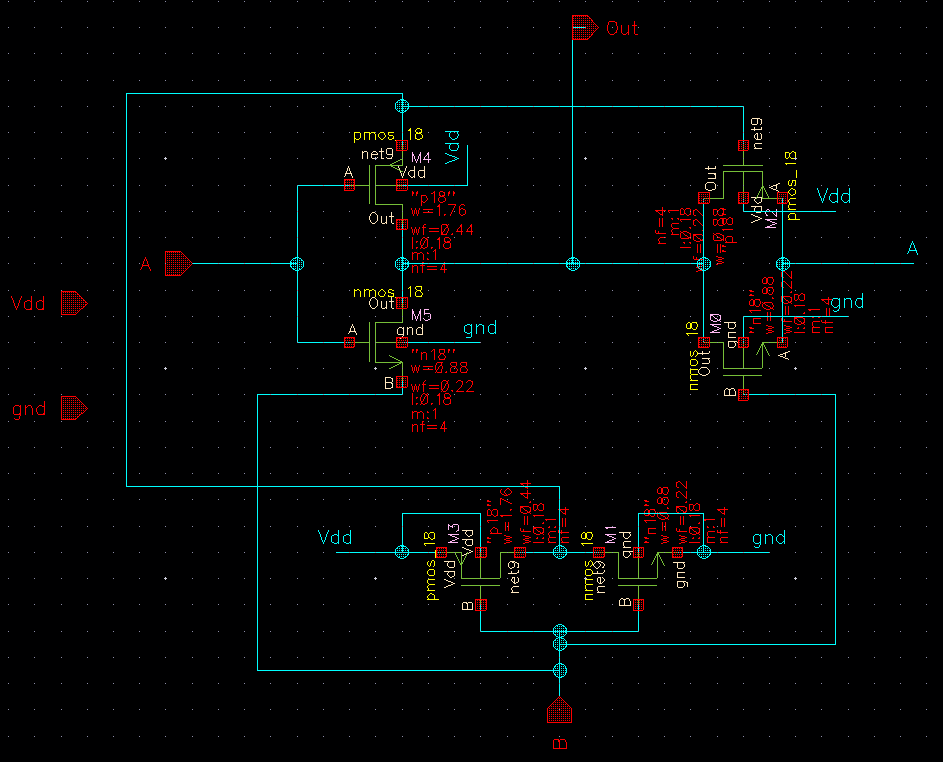 Out
pmos_18
net9
M4
A
Vdd
Vdd
"p18"
w=1.76
wf=0.44
l:0.18
m:1
nf=4
Out
A
nmos_18
Out
M5
A
gnd
gnd
"n18"
w=0.88
wf=0.22
l:0.18
m:1
nf=4
B
Vdd
gnd
net9
Out
pmos_18
A
Vdd
M2
Vdd
"p18"
w=0.88
wf=0.22
l:0.18
m:1
nf=4
A
gnd
nmos_18
Out
M0
gnd
"n18"
w=0.88
wf=0.22
l:0.18
m:1
nf=4
A
B
Vdd
pmos_18
M3
Vdd
Vdd
"p18"
w=1.76
wf=0.44
l:0.18
m:1
nf=4
net9
B
nmos_18
net9
M1
gnd
"n18"
w=0.88
wf=0.22
l:0.18
m:1
nf=4
gnd
gnd
B
B